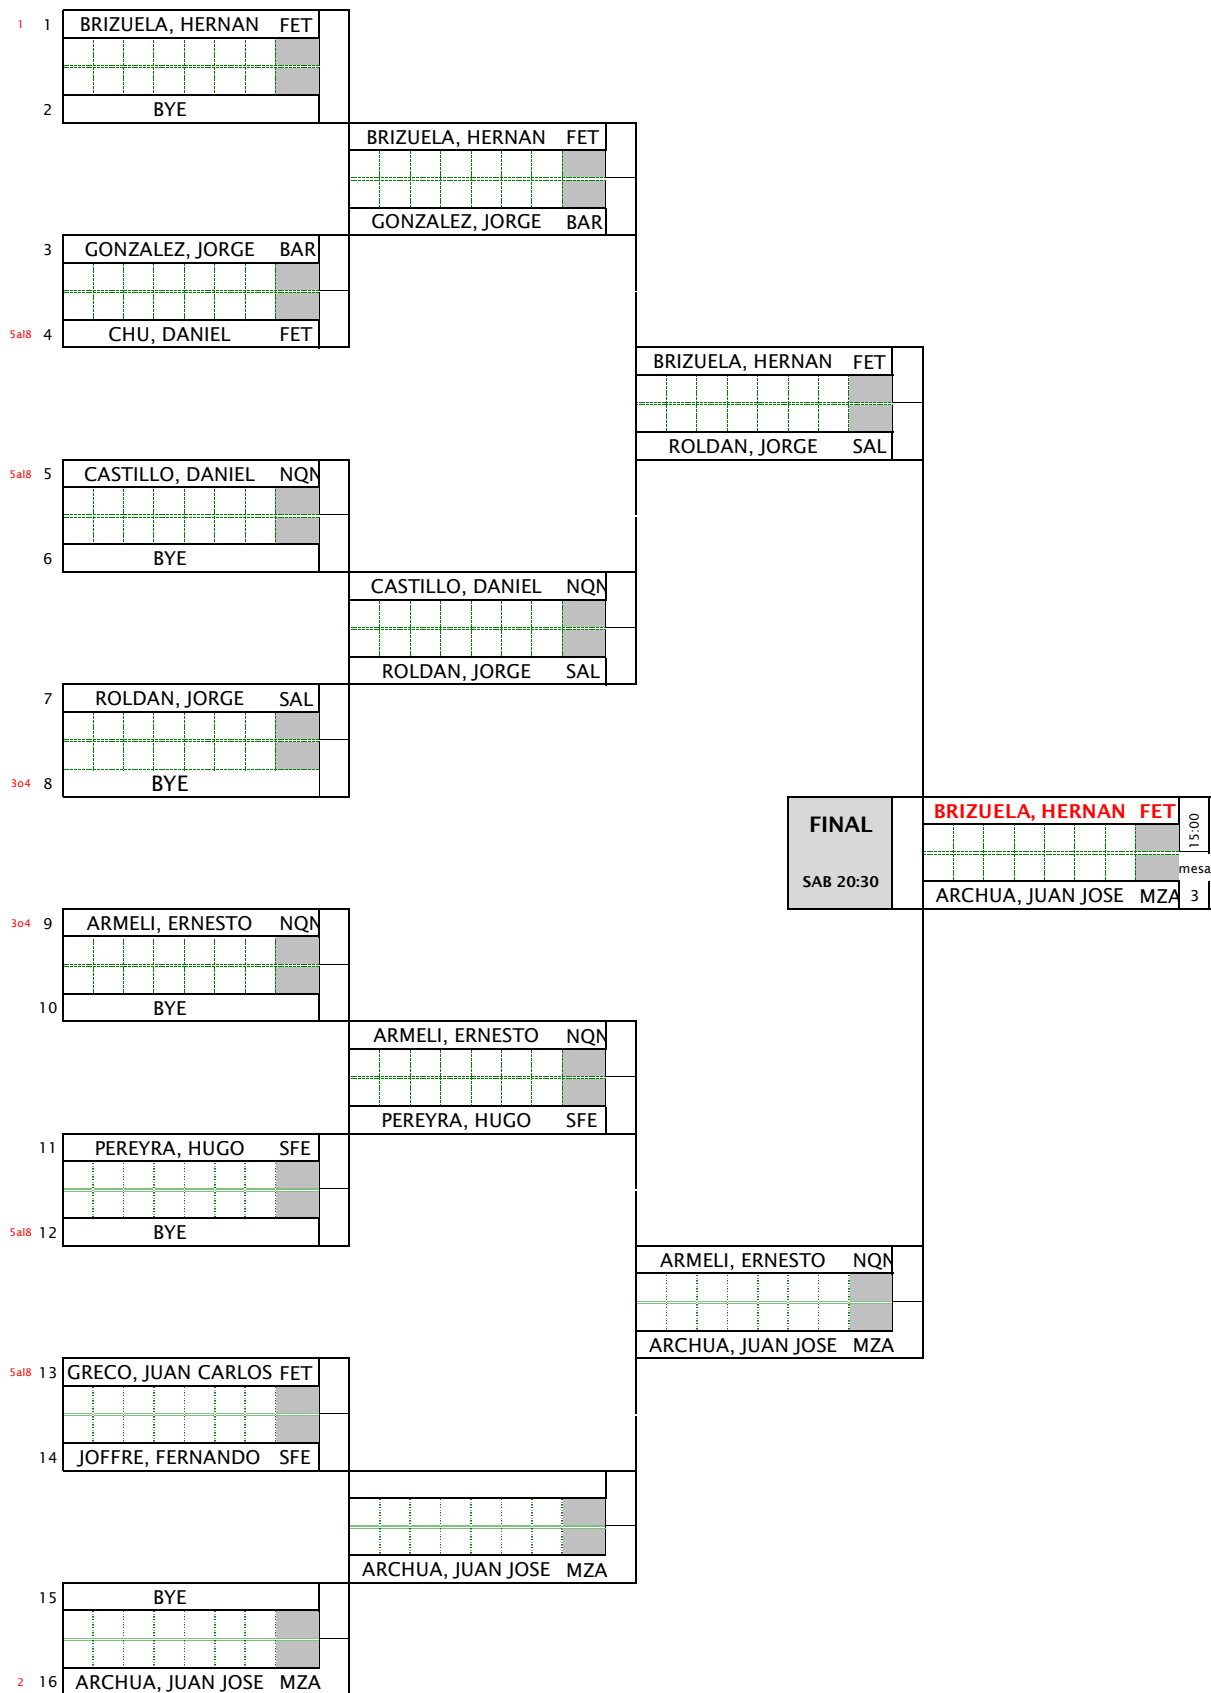 1 1 BRIZUELA, HERNAN FET
2 BYE
BRIZUELA, HERNAN FET
GONZALEZ, JORGE BAR
3 GONZALEZ, JORGE BAR
5al8 4 CHU, DANIEL FET
BRIZUELA, HERNAN FET
ROLDAN, JORGE SAL
5al8 5 CASTILLO, DANIEL NQN
6 BYE
CASTILLO, DANIEL NQN
ROLDAN, JORGE SAL
7 ROLDAN, JORGE SAL
3o4 8 BYE
FINAL
SAB 20:30
BRIZUELA, HERNAN FET 15:00
mesa
ARCHUA, JUAN JOSE MZA 3
3o4 9 ARMELI, ERNESTO NQN
10 BYE
ARMELI, ERNESTO NQN
PEREYRA, HUGO SFE
11 PEREYRA, HUGO SFE
5al8 12 BYE
ARMELI, ERNESTO NQN
ARCHUA, JUAN JOSE MZA
5al8 13 GRECO, JUAN CARLOS FET
14 JOFFRE, FERNANDO SFE
ARCHUA, JUAN JOSE MZA
15 BYE
2 16 ARCHUA, JUAN JOSE MZA